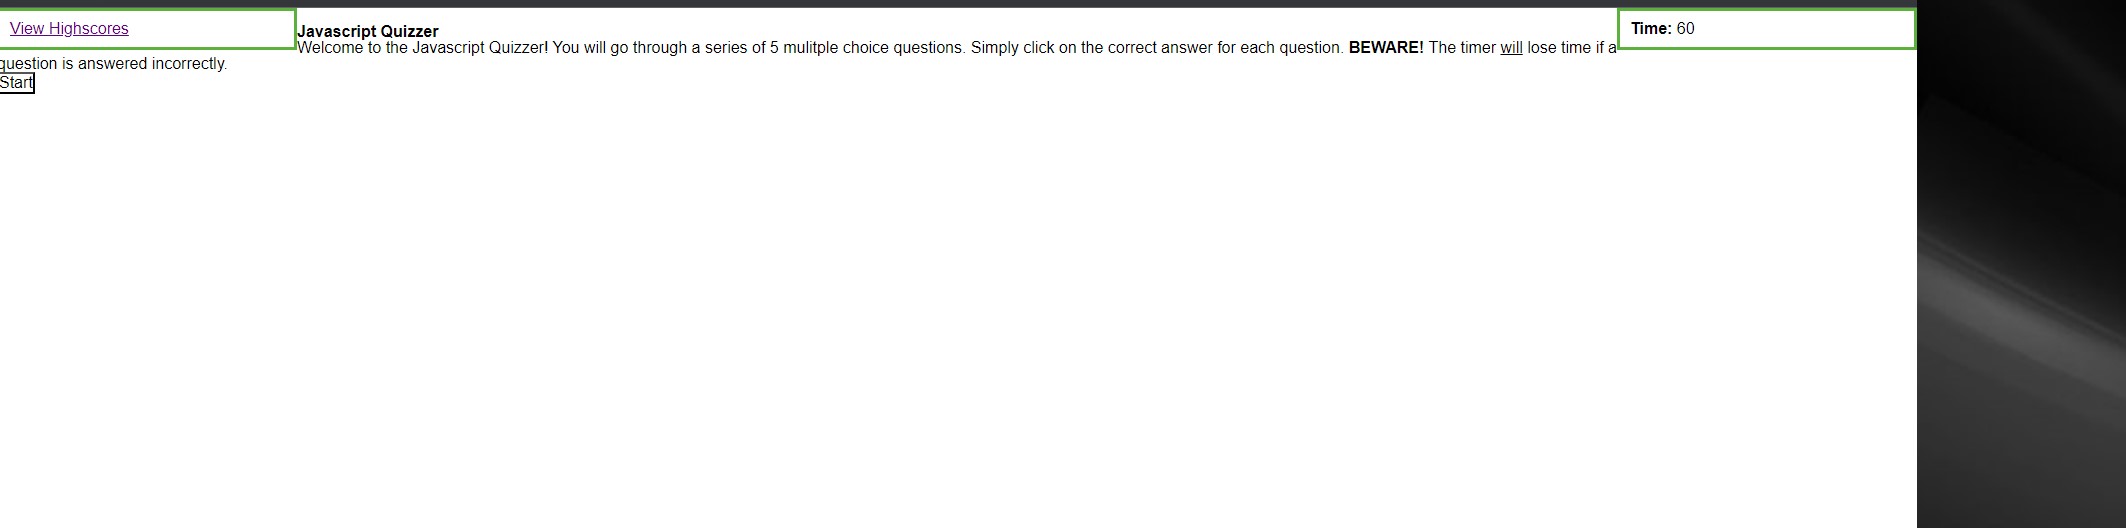 View Highscores
Javascript Quizzer
Time: 60
Welcome to the Javascript Quizzer! You will go through a series of 5 mulitple choice questions. Simply click on the correct answer for each question. BEWARE! The timer will lose time if a
question is answered incorrectly.
Start